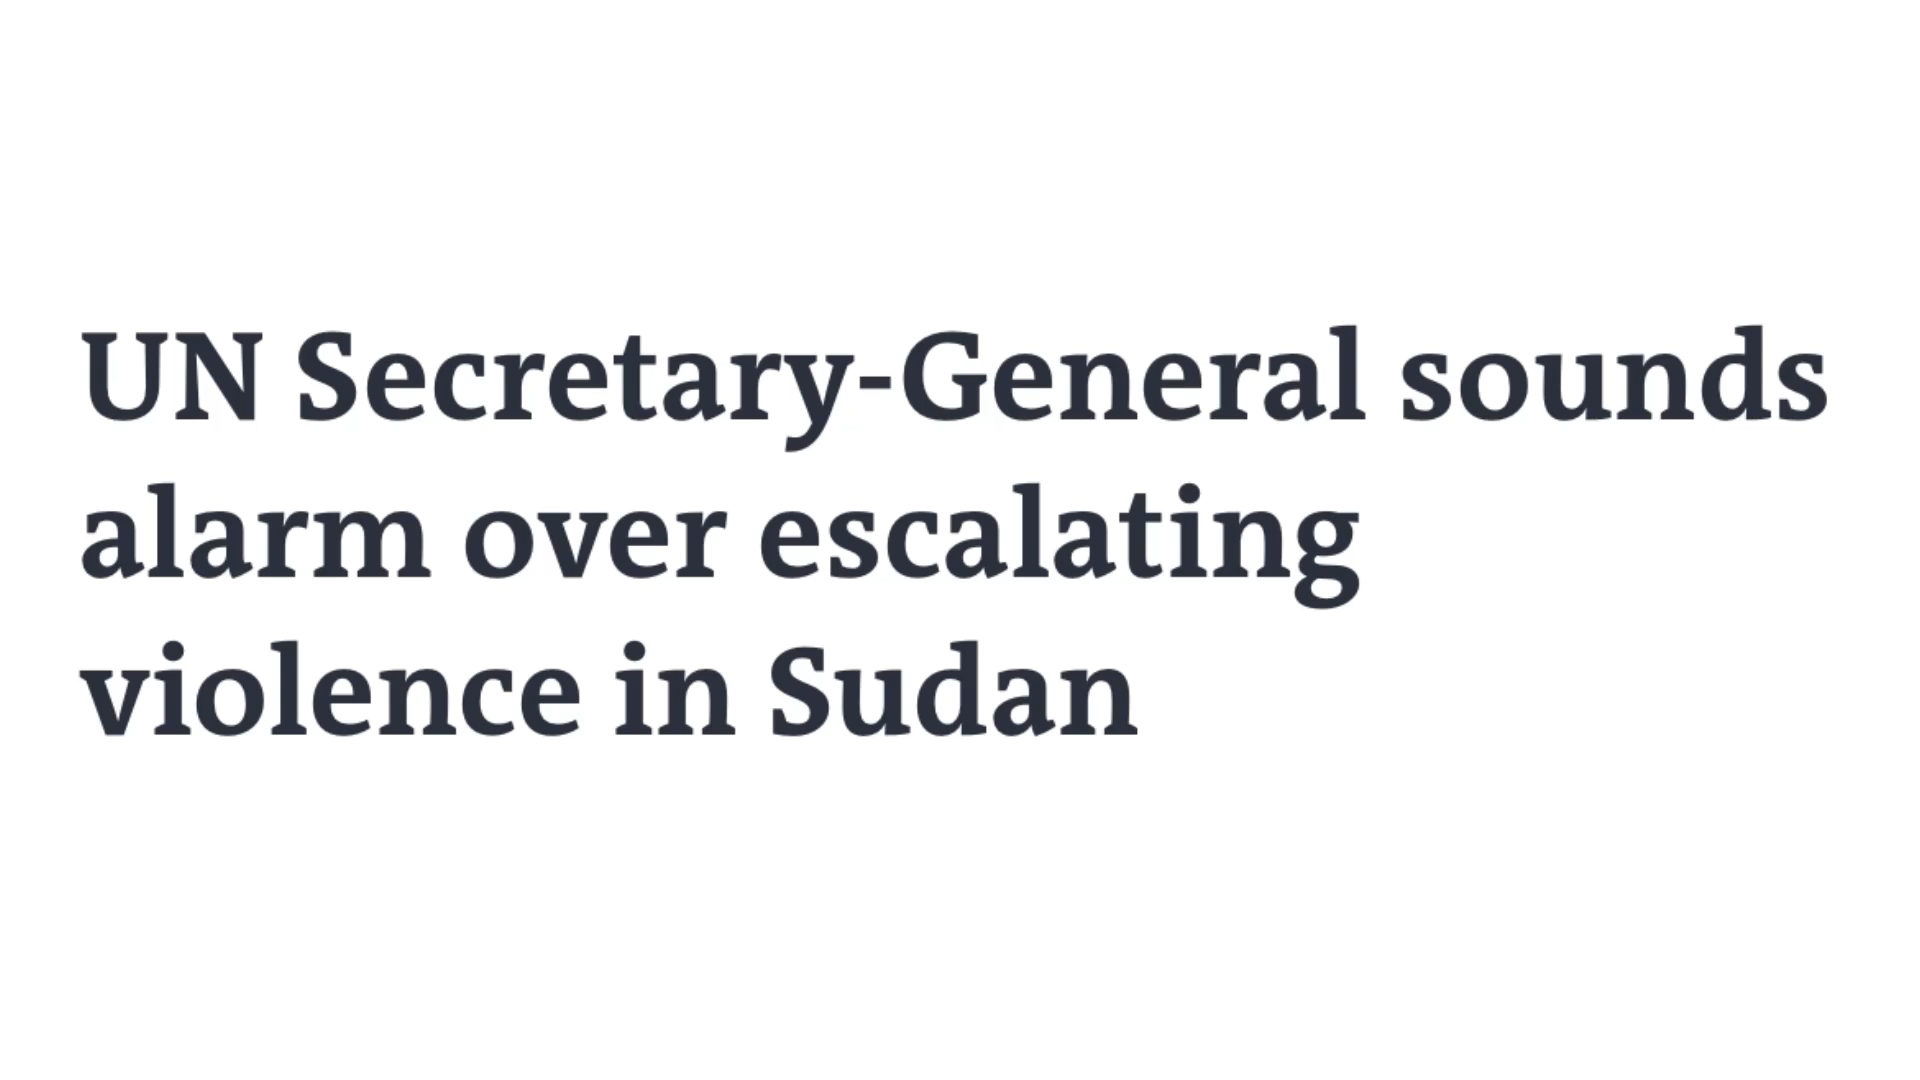 UN Secretary-General sounds
alarm over escalating
violence in Sudan